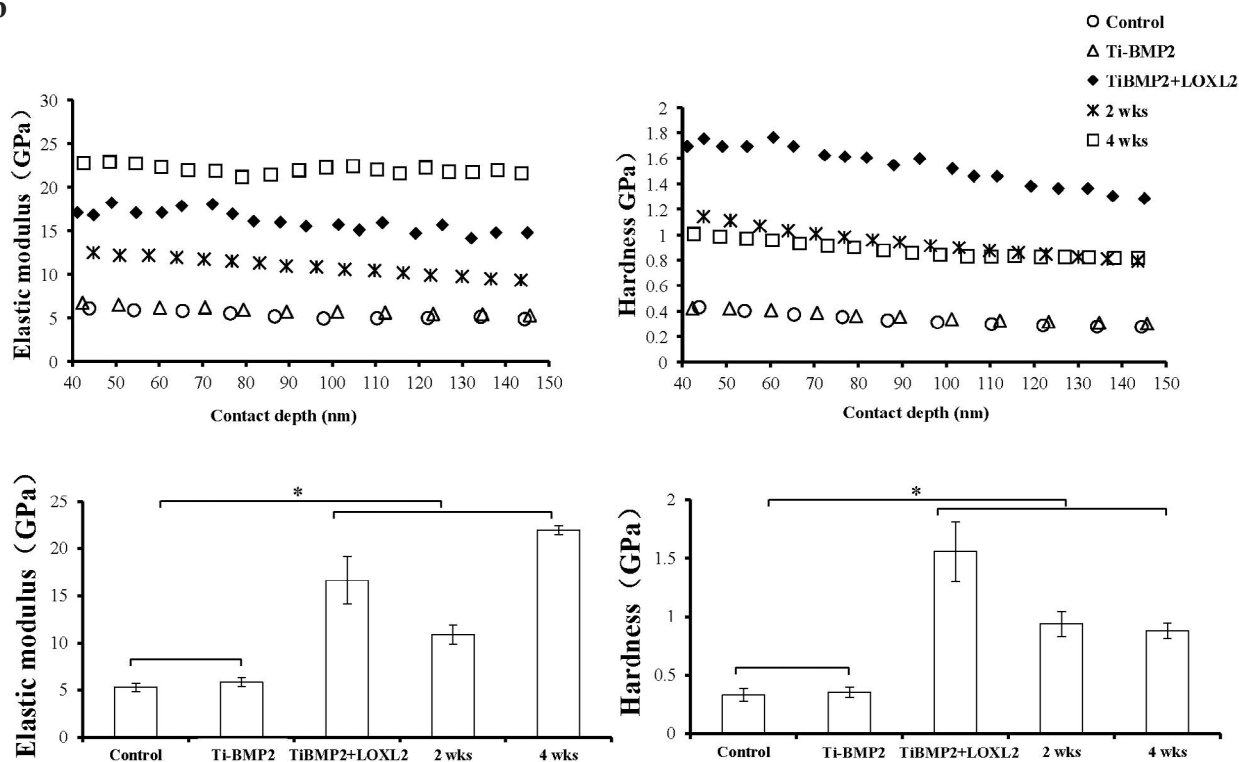 b
Control
Ti-BMP2
TiBMP2+LOXL2
2 wks
4 wks
Elastic modulus（GPa）
30
25
20
15
10
5
0
40 50 60 70 80 90 100 110 120 130 140 150
Contact depth (nm)
Hardness GPa）
2
1.8
1.6
1.4
1.2
1
0.8
0.6
0.4
0.2
0
40 50 60 70 80 90 100 110 120 130 140 150
Contact depth (nm)
Elastic modulus（GPa）
25
20
15
10
5
0
*
Control Ti-BMP2 TiBMP2+LOXL2 2 wks 4 wks
Hardness（GPa）
2
1.5
1
0.5
0
*
Control Ti-BMP2 TiBMP2+LOXL2 2 wks 4 wks